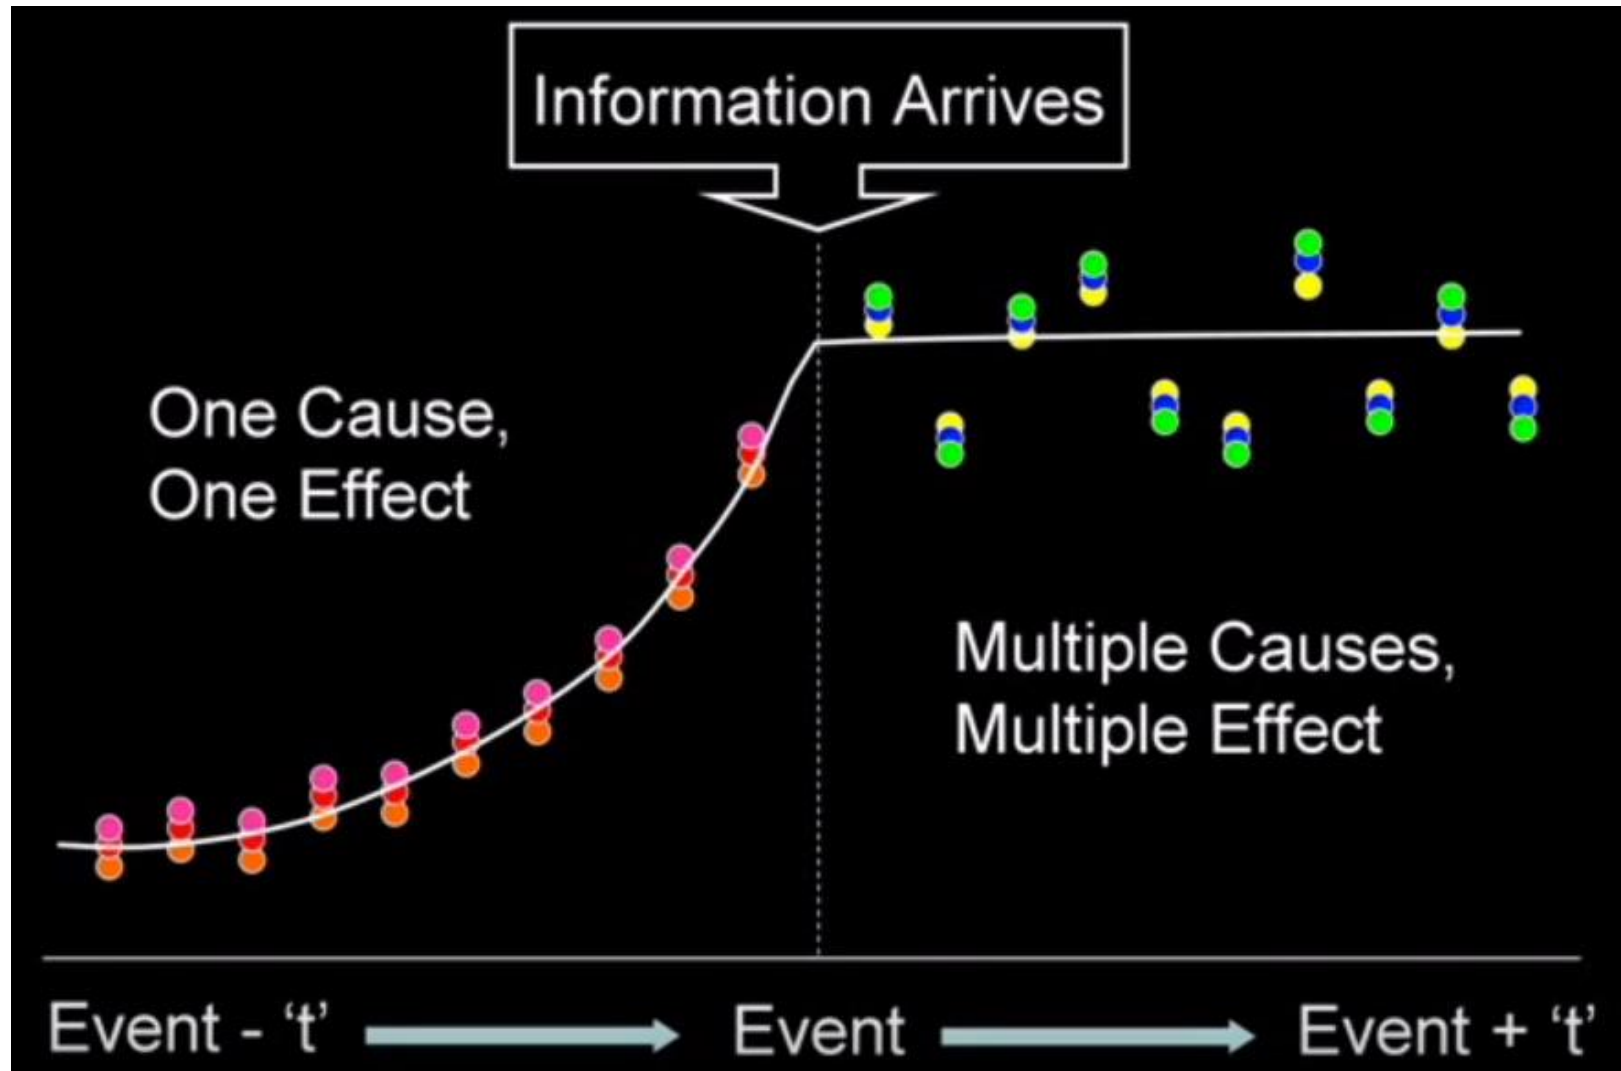 Information Arrives
One Cause,
One Effect
Multiple Causes,
Multiple Effect
Event - ‘t’
Event
Event + ‘t’